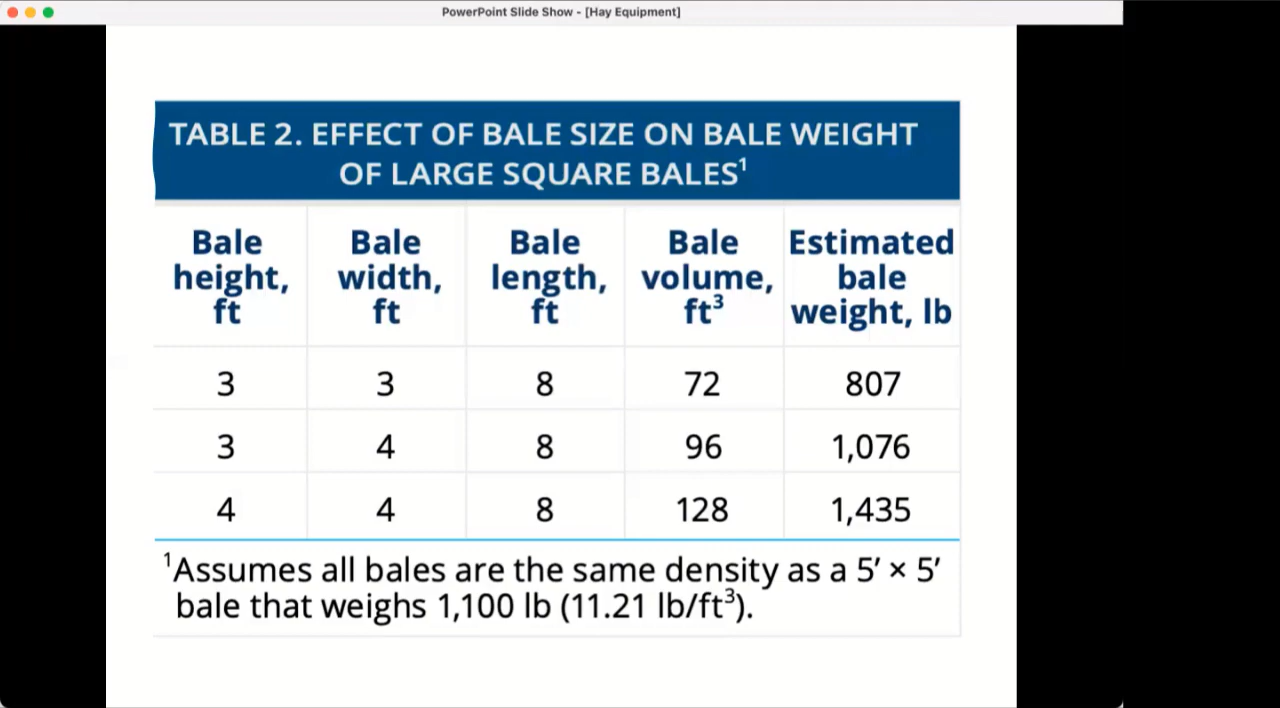 PowerPoint Slide Show - [Hay Equipment]
TABLE 2. EFFECT OF BALE SIZE ON BALE WEIGHT
OF LARGE SQUARE BALES¹
Bale height, ft Bale width, ft Bale length, ft Bale volume, ft³ Estimated bale weight, lb
3 3 8 72 807
3 4 8 96 1,076
4 4 8 128 1,435
¹Assumes all bales are the same density as a 5′ × 5′
bale that weighs 1,100 lb (11.21 lb/ft³).